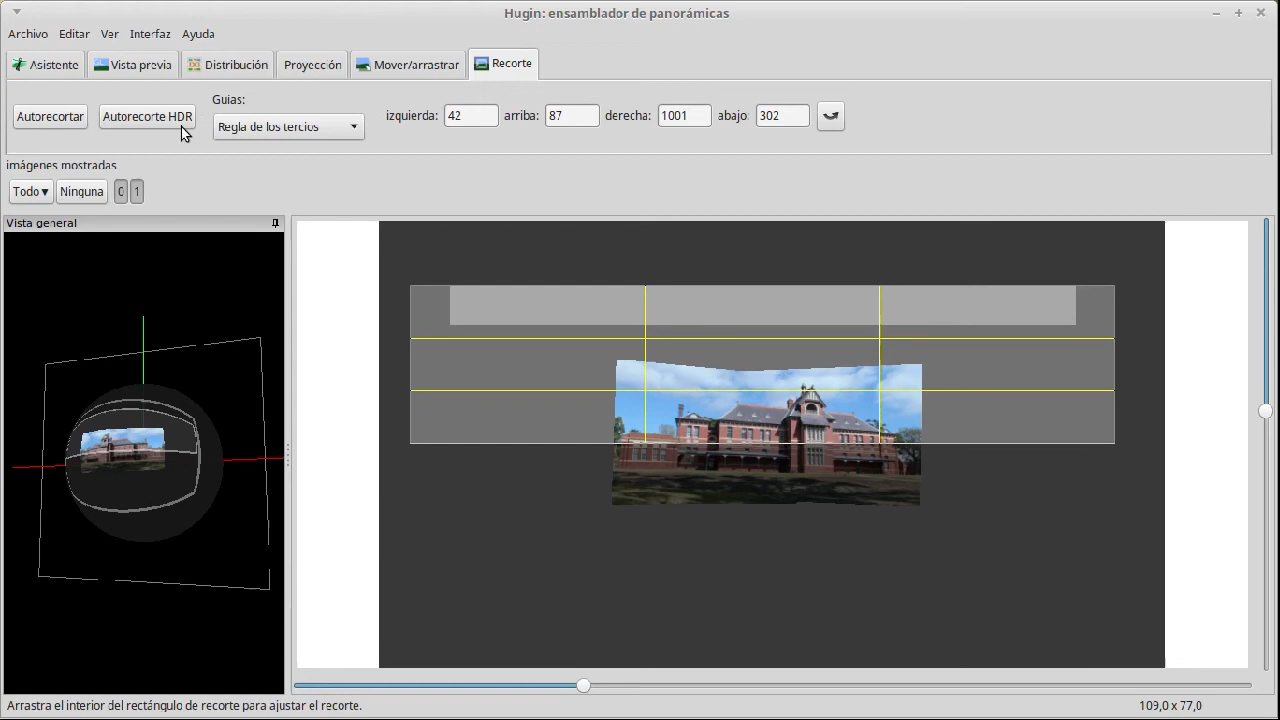 Hugin: ensamblador de panorámicas
Archivo Editar Ver Interfaz Ayuda
Asistente Vista previa Distribución Proyección Mover/arrastrar Recorte
Autorecortar Autorecorte HDR Guías: Regla de los tercios izquierda: 42 arriba: 87 derecha: 1001 abajo: 302
imágenes mostradas
Todo Ninguna 0 1
Vista general
Arrastra el interior del rectángulo de recorte para ajustar el recorte. 109,0 x 77,0